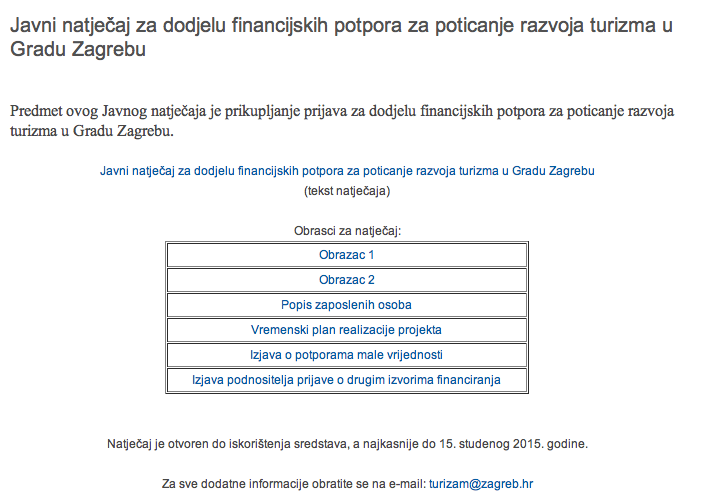 Javni natječaj za dodjelu financijskih potpora za poticanje razvoja turizma u
Gradu Zagrebu
Predmet ovog Javnog natječaja je prikupljanje prijava za dodjelu financijskih potpora za poticanje razvoja
turizma u Gradu Zagrebu.
Javni natječaj za dodjelu financijskih potpora za poticanje razvoja turizma u Gradu Zagrebu
(tekst natječaja)
Obrasci za natječaj:
Obrazac 1
Obrazac 2
Popis zaposlenih osoba
Vremenski plan realizacije projekta
Izjava o potporama male vrijednosti
Izjava podnositelja prijave o drugim izvorima financiranja
Natječaj je otvoren do iskorištenja sredstava, a najkasnije do 15. studenog 2015. godine.
Za sve dodatne informacije obratite se na e-mail: turizam@zagreb.hr